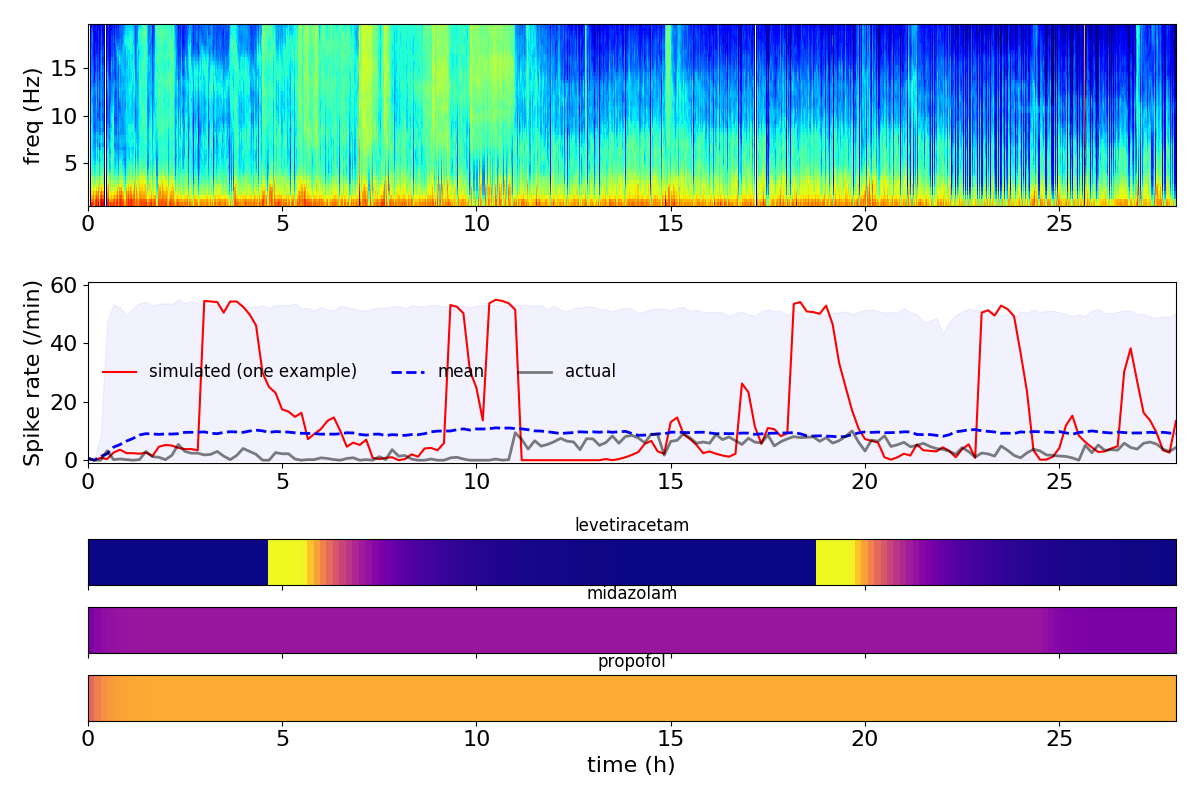 freq (Hz)
15
10
5
0 5 10 15 20 25
Spike rate (/min)
60
40
20
0
simulated (one example) mean actual
0 5 10 15 20 25
levetiracetam
midazolam
propofol
0 5 10 15 20 25
time (h)